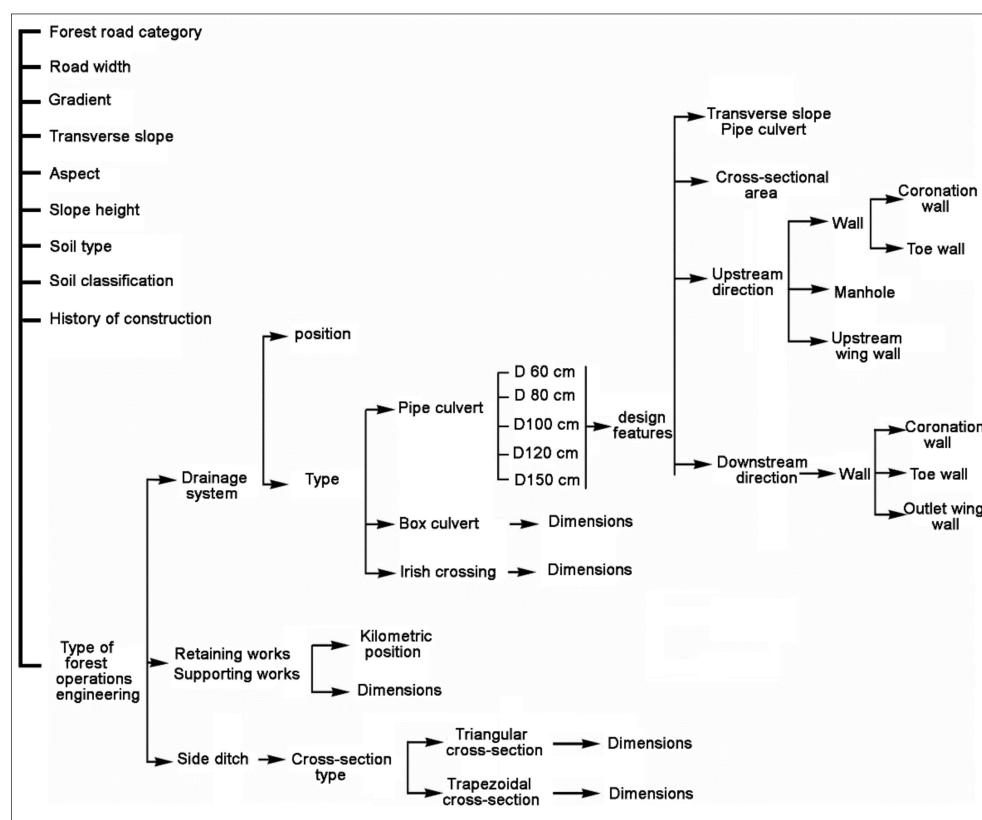 Forest road category
Road width
Gradient
Transverse slope
Aspect
Slope height
Soil type
Soil classification
History of construction
Type of
forest
operations
engineering
Drainage
system
position
Type
Pipe culvert
D 60 cm
D 80 cm
D100 cm
D120 cm
D150 cm
design
features
Transverse slope
Pipe culvert
Cross-sectional
area
Upstream
direction
Wall
Coronation
wall
Toe wall
Manhole
Upstream
wing wall
Downstream
direction
Wall
Coronation
wall
Toe wall
Outlet wing
wall
Box culvert
Dimensions
Irish crossing
Dimensions
Retaining works
Supporting works
Kilometric
position
Dimensions
Side ditch
Cross-section
type
Triangular
cross-section
Dimensions
Trapezoidal
cross-section
Dimensions